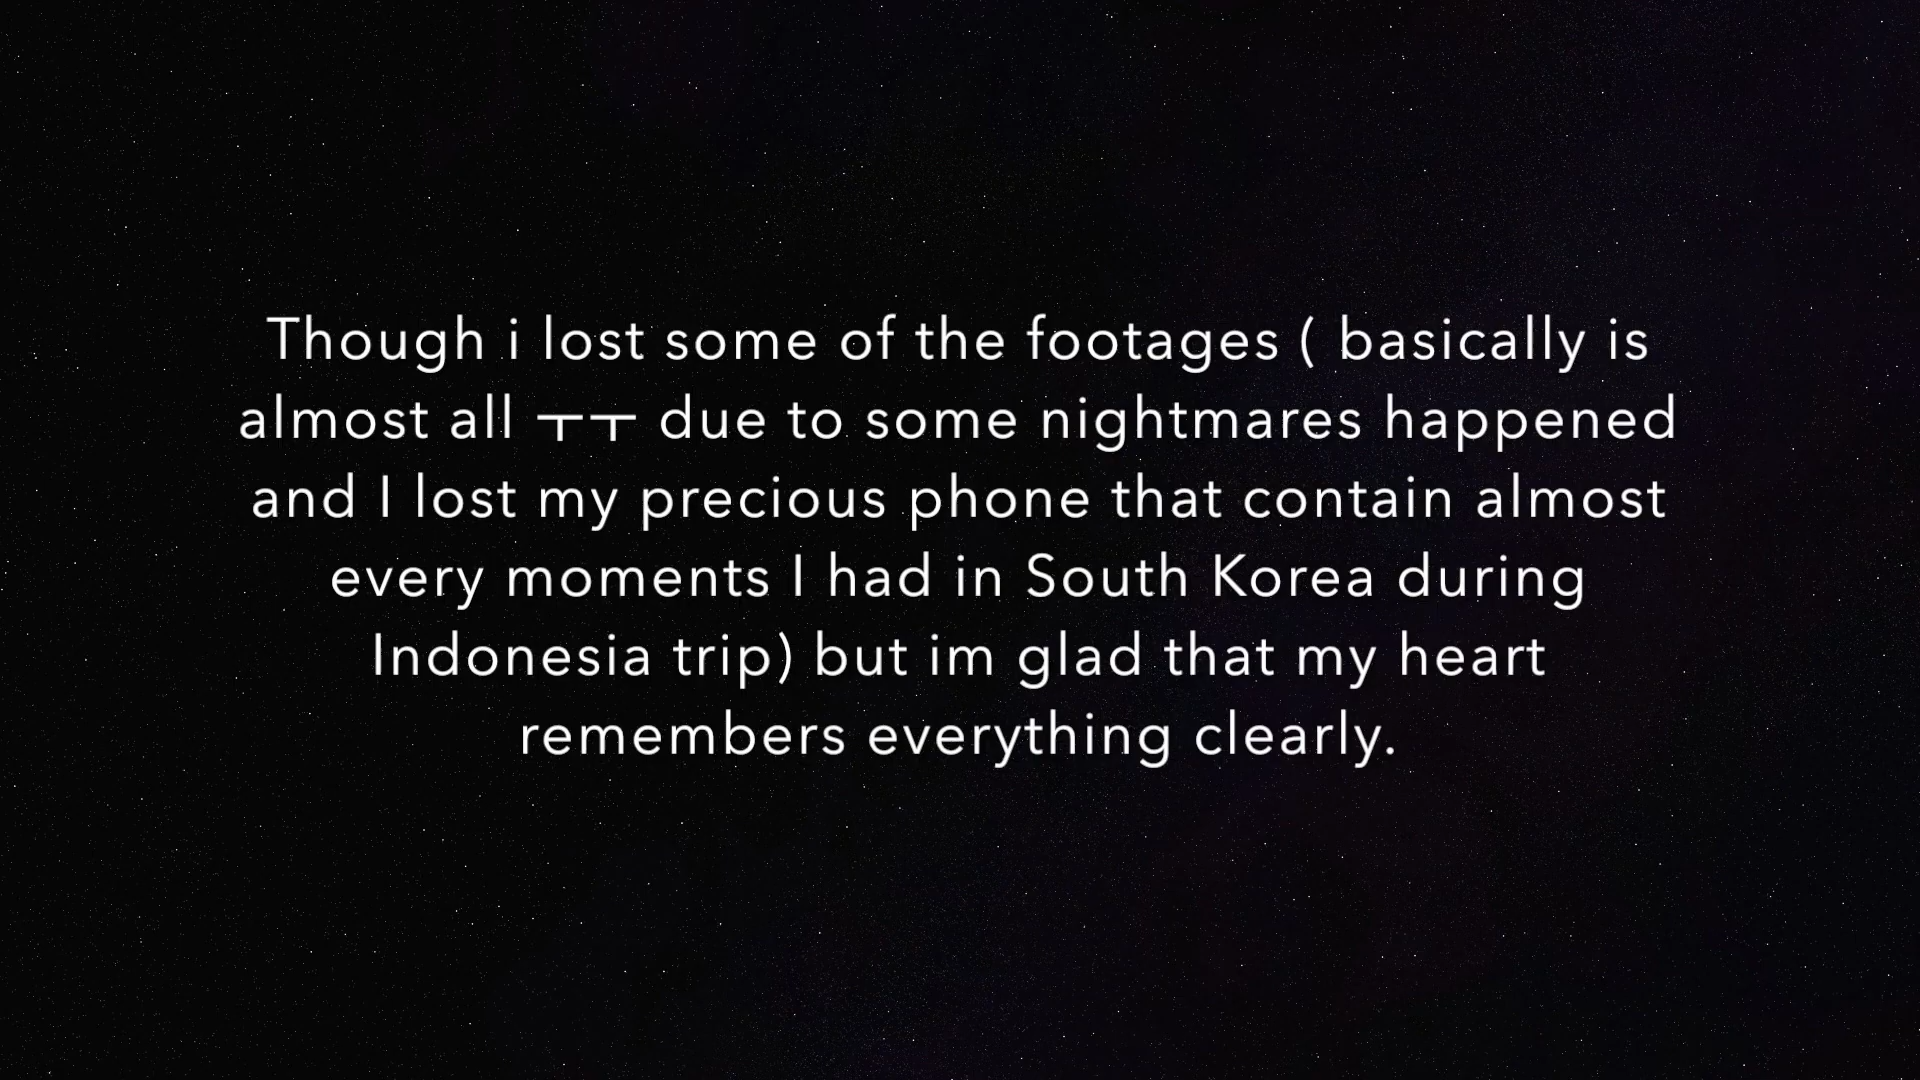 Though i lost some of the footages ( basically is
almost all ㅜㅜ due to some nightmares happened
and I lost my precious phone that contain almost
every moments I had in South Korea during
Indonesia trip) but im glad that my heart
remembers everything clearly.